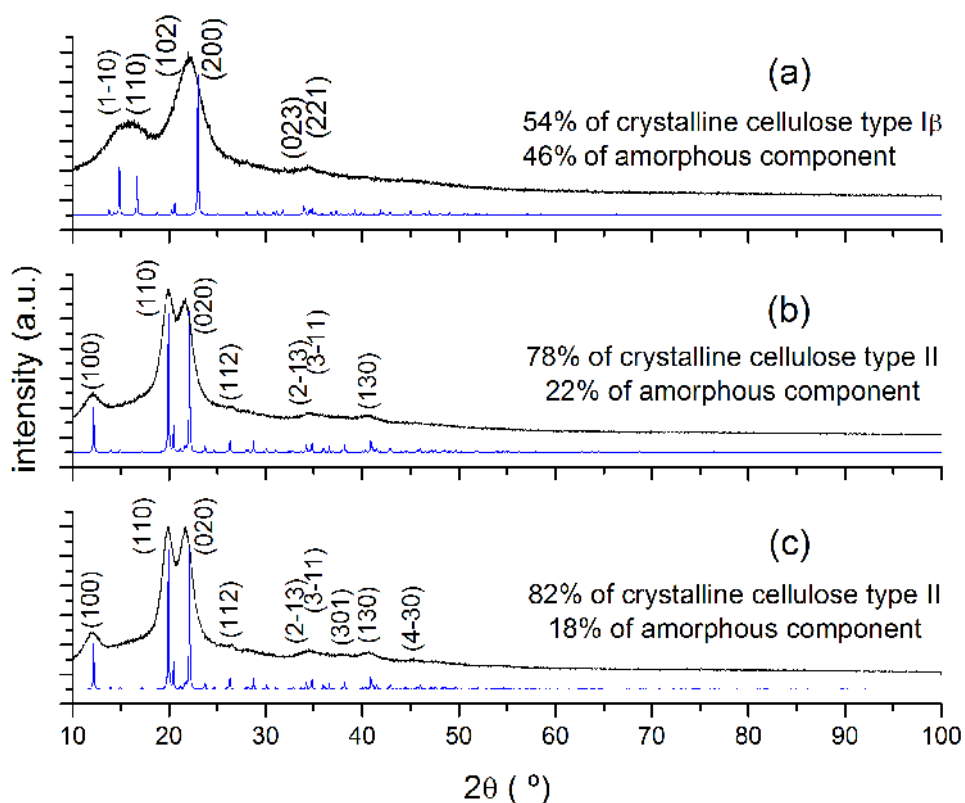 (1-10)
(110)
(102)
(200)
(023)
(221)
(a)
54% of crystalline cellulose type Iβ
46% of amorphous component
(100)
(110)
(020)
(112)
(2-13)
(3-11)
(130)
(b)
78% of crystalline cellulose type II
22% of amorphous component
(100)
(110)
(020)
(112)
(2-13)
(3-11)
(301)
(130)
(4-30)
(c)
82% of crystalline cellulose type II
18% of amorphous component
intensity (a.u.)
10 20 30 40 50 60 70 80 90 100
2θ ( º)